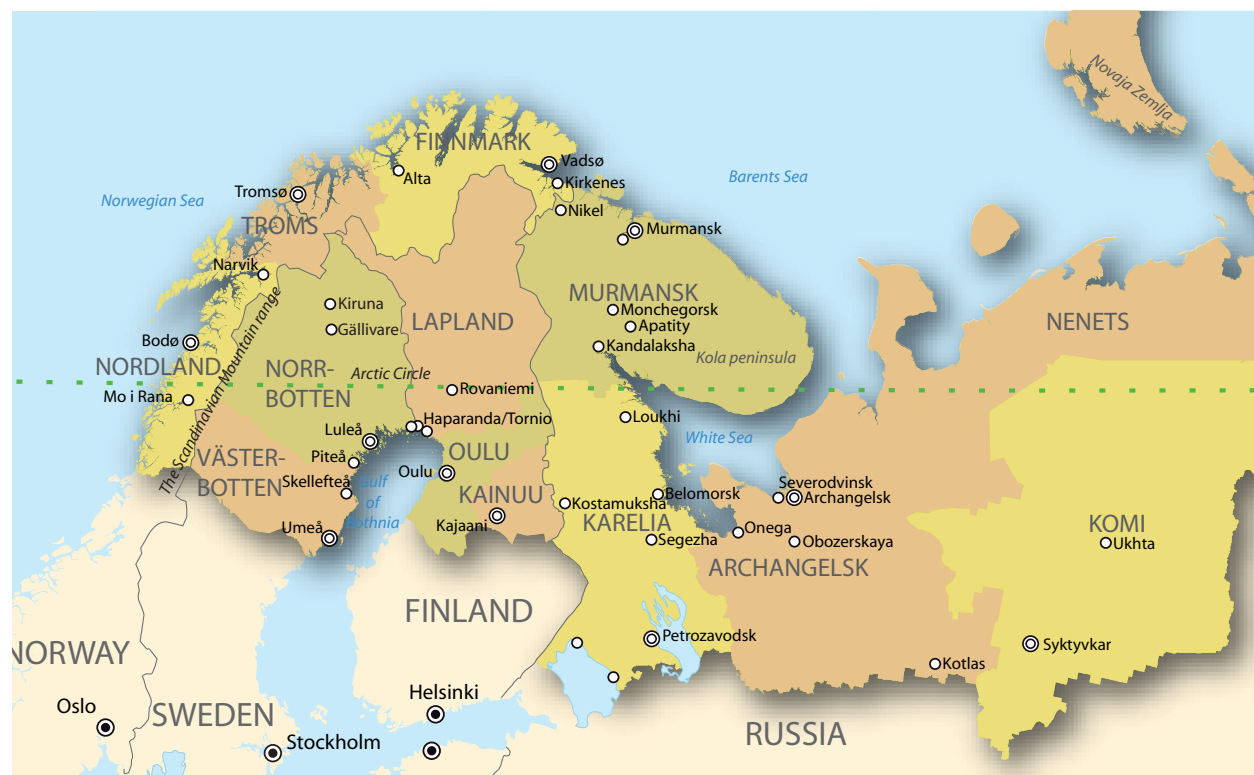 Novaja Zemlja
FINNMARK
Vadsø
Alta
Kirkenes
Barents Sea
Tromsø
Norwegian Sea
Nikel
TROMS
Murmansk
Narvik
MURMANSK
Kiruna
Monchegorsk
LAPLAND
NENETS
Gällivare
Apatity
Bodø
Kandalaksha
Kola peninsula
NORDLAND
NORR-
BOTTEN
Arctic Circle
The Scandinavian Mountain range
Rovaniemi
Mo i Rana
Loukhi
Haparanda/Tornio
Luleå
White Sea
OULU
VÄSTER-
BOTTEN
Piteå
Oulu
Skellefteå
Gulf
of
Bothnia
KAINUU
Severodvinsk
Archangelsk
Belomorsk
Kostamuksha
KARELIA
Kajaani
Umeå
Onega
KOMI
Segezha
Obozerskaya
Ukhta
ARCHANGELSK
FINLAND
Petrozavodsk
Syktyvkar
NORWAY
Kotlas
Helsinki
Oslo
SWEDEN
RUSSIA
Stockholm